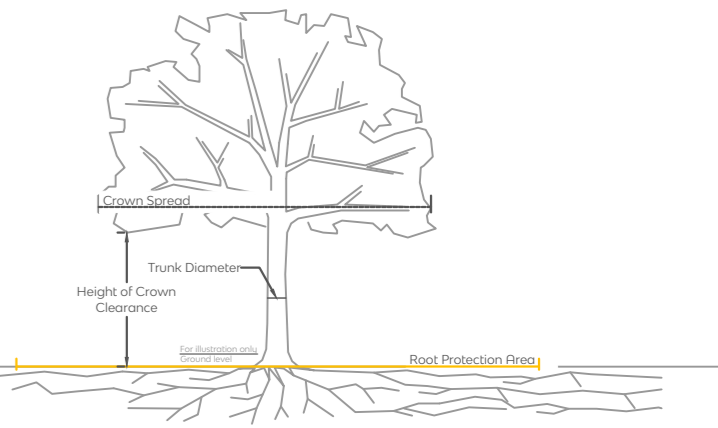 Crown Spread
Trunk Diameter
Height of Crown
Clearance
For illustration only
Ground level
Root Protection Area